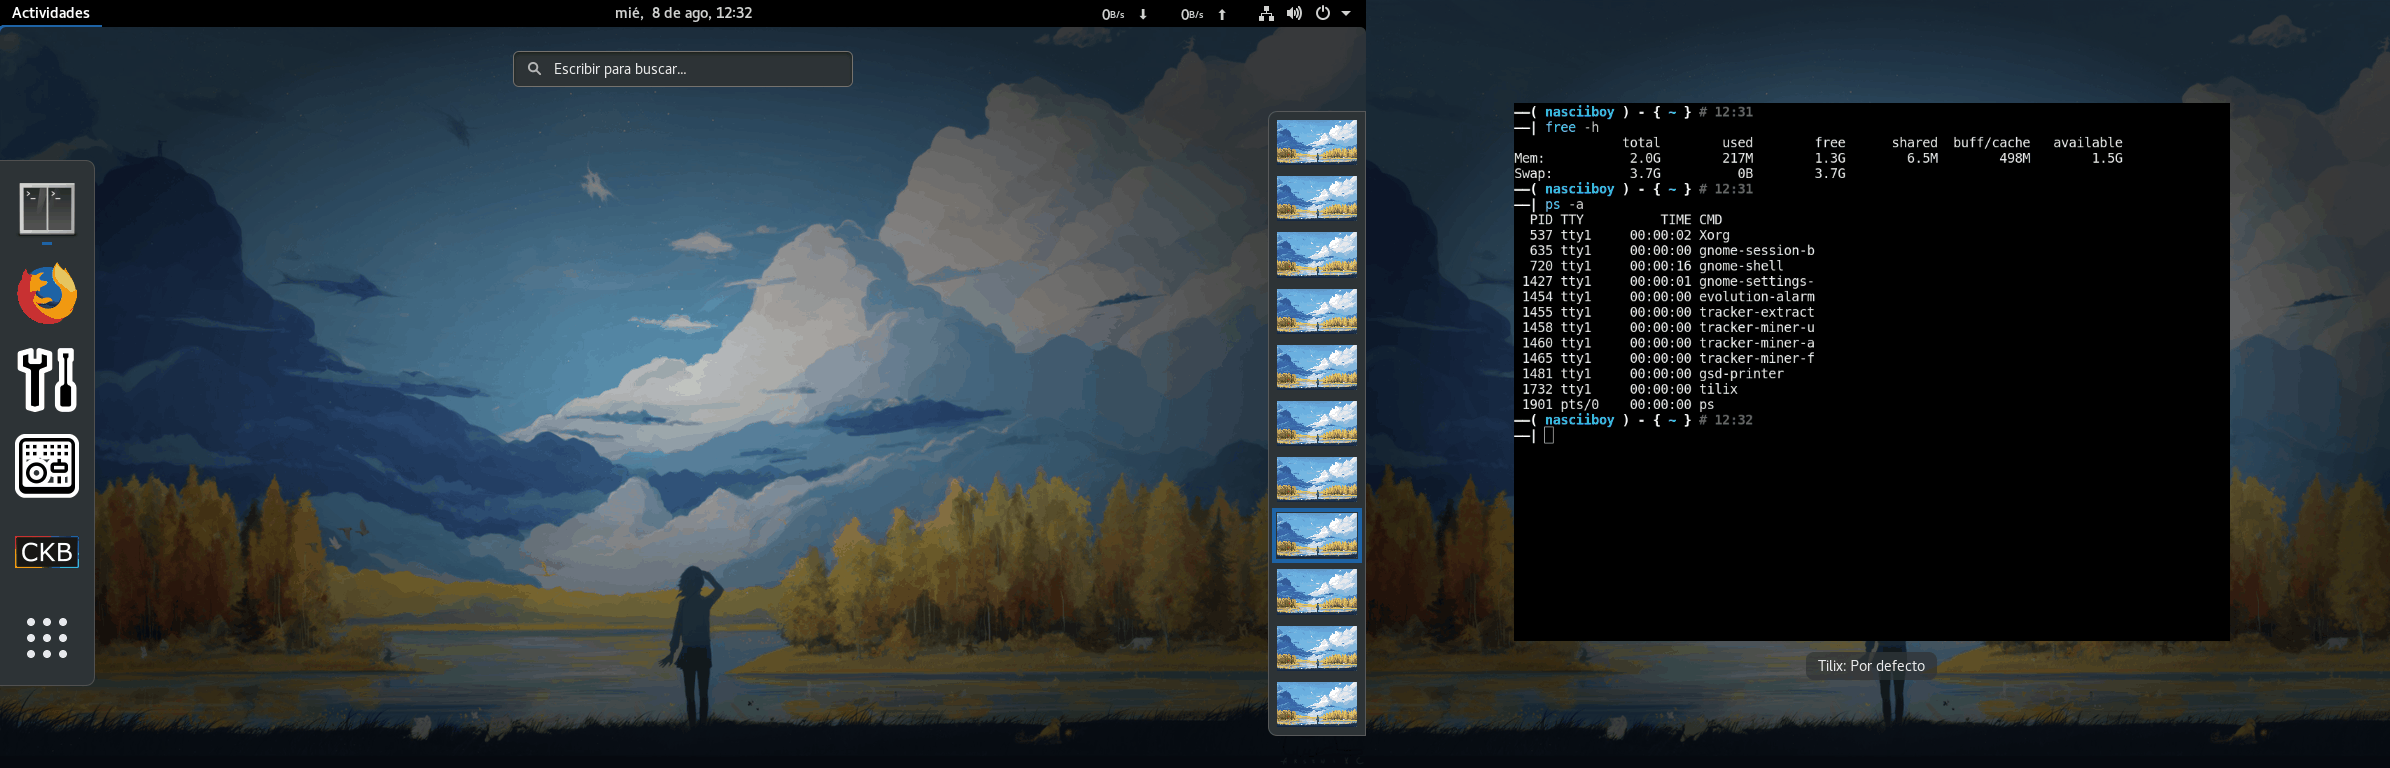 Actividades
mié, 8 de ago, 12:32
0B/s 0B/s
Escribir para buscar...
CKB
——( nasciiboy ) - { ~ } # 12:31
——| free -h
total used free shared buff/cache available
Mem: 2.0G 217M 1.3G 6.5M 498M 1.5G
Swap: 3.7G 0B 3.7G
——( nasciiboy ) - { ~ } # 12:31
——| ps -a
PID TTY TIME CMD
537 tty1 00:00:02 Xorg
635 tty1 00:00:00 gnome-session-b
720 tty1 00:00:16 gnome-shell
1427 tty1 00:00:01 gnome-settings-
1454 tty1 00:00:00 evolution-alarm
1455 tty1 00:00:00 tracker-extract
1458 tty1 00:00:00 tracker-miner-u
1460 tty1 00:00:00 tracker-miner-a
1465 tty1 00:00:00 tracker-miner-f
1481 tty1 00:00:00 gsd-printer
1732 tty1 00:00:00 tilix
1901 pts/0 00:00:00 ps
——( nasciiboy ) - { ~ } # 12:32
——|
Tilix: Por defecto